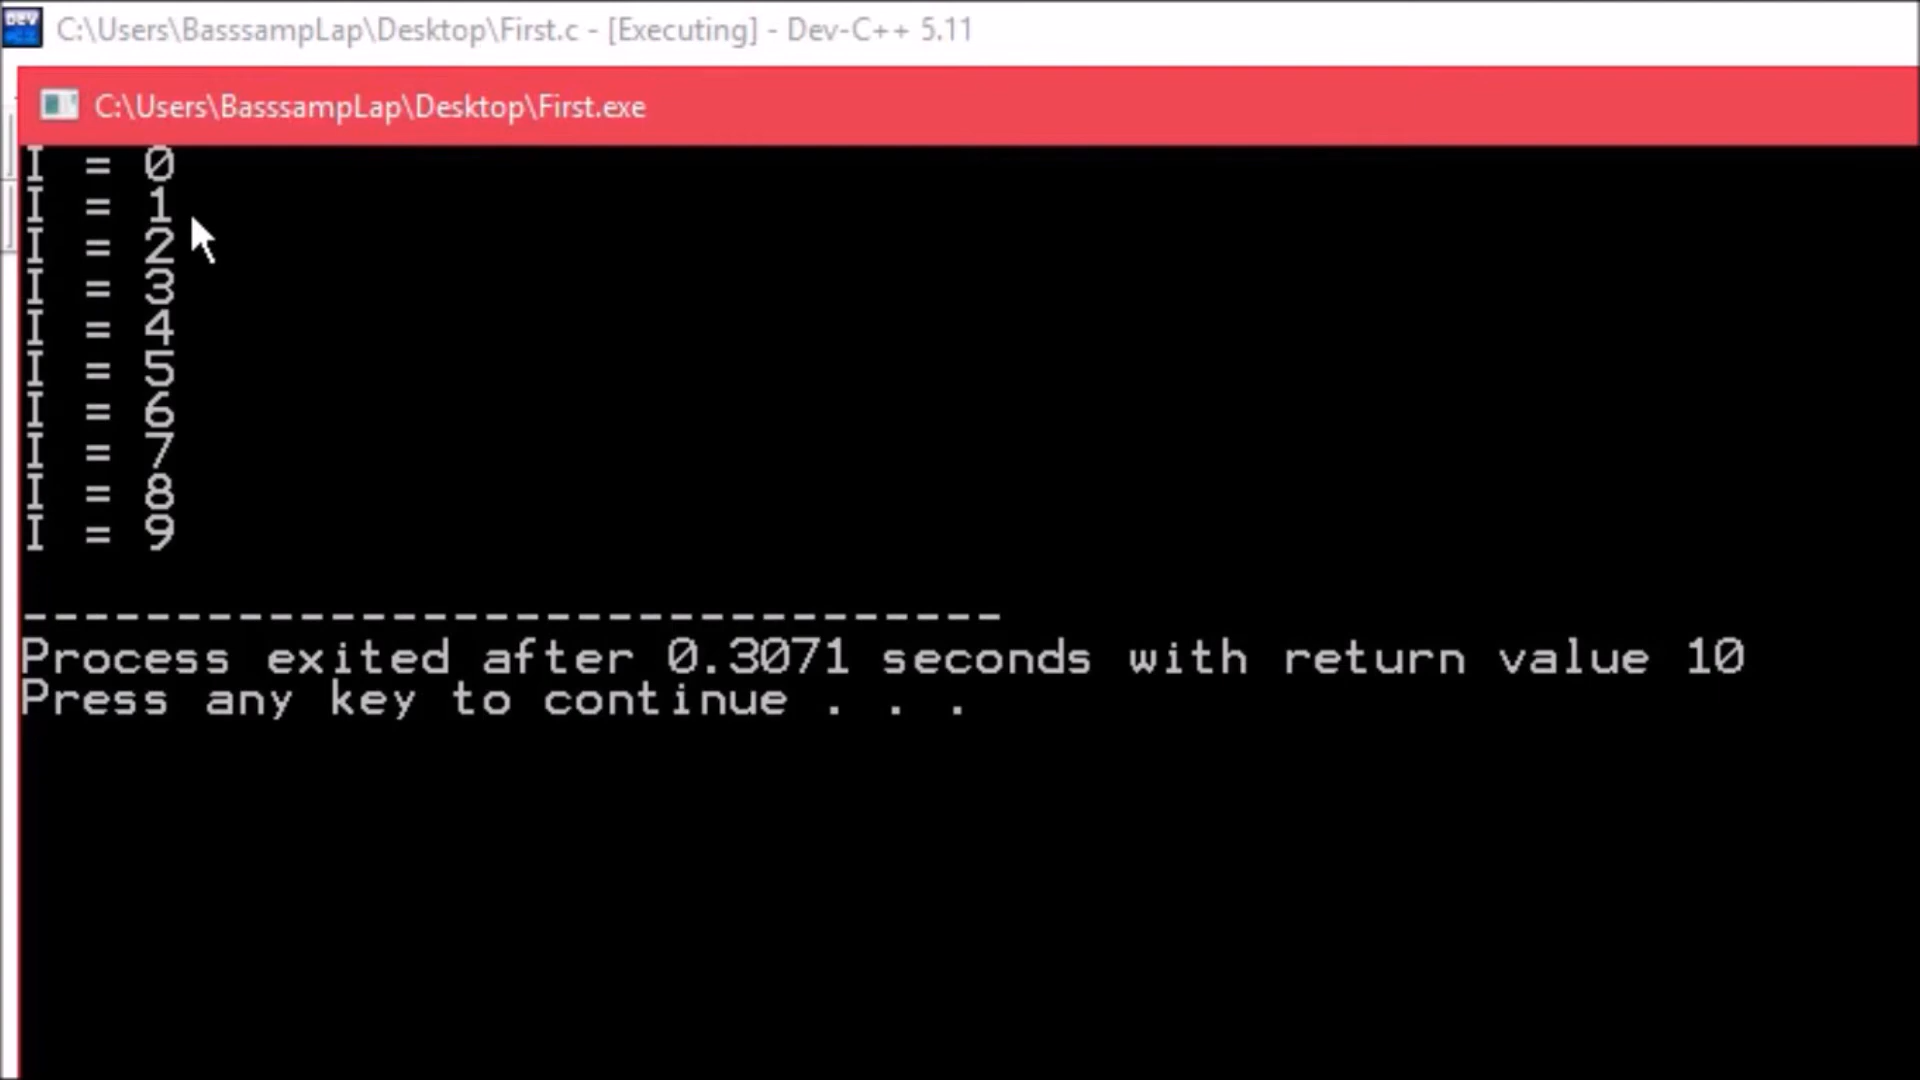 DEV
C:\Users\BasssampLap\Desktop\First.c - [Executing] - Dev-C++ 5.11
C:\Users\BasssampLap\Desktop\First.exe
I = 0
I = 1
I = 2
I = 3
I = 4
I = 5
I = 6
I = 7
I = 8
I = 9
--------------------------------
Process exited after 0.3071 seconds with return value 10
Press any key to continue . . .